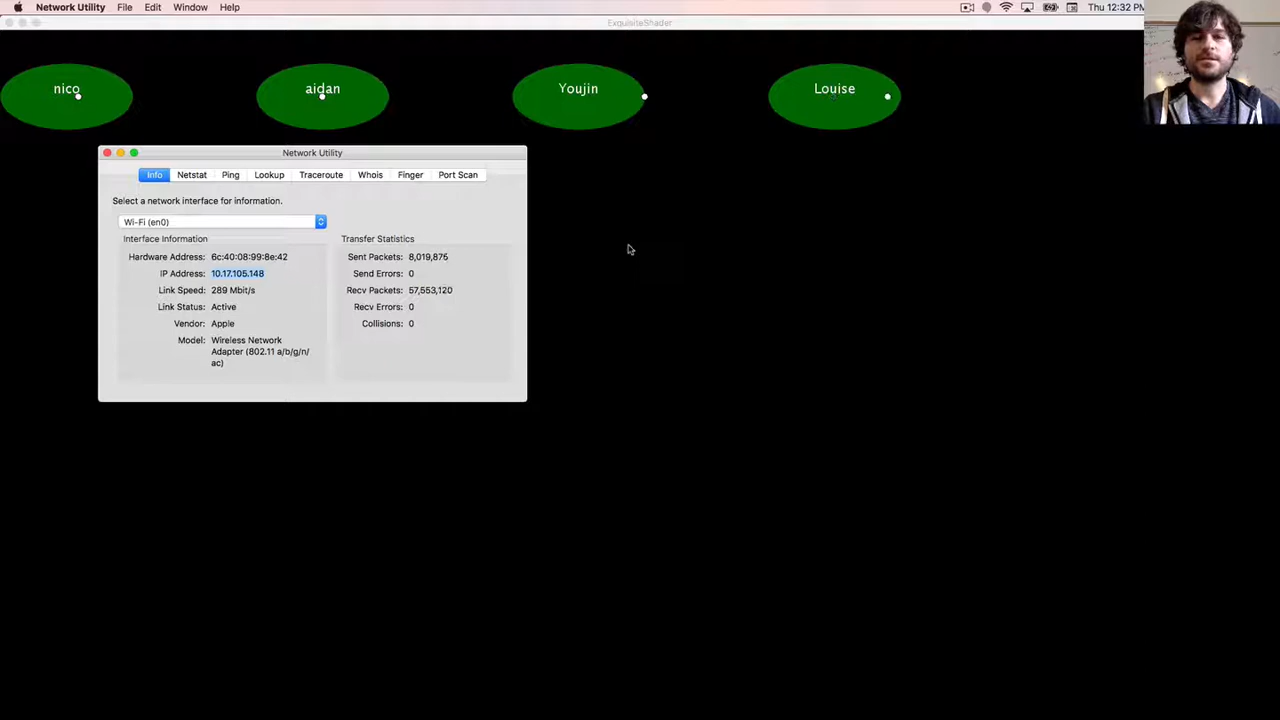 Network Utility File Edit Window Help Thu 12:32 PM
ExquisiteShader
nico aidan Youjin Louise
Network Utility
Info Netstat Ping Lookup Traceroute Whois Finger Port Scan
Select a network interface for information.
Wi-Fi (en0)
Interface Information
Hardware Address: 6c:40:08:99:8e:42
IP Address: 10.17.105.148
Link Speed: 289 Mbit/s
Link Status: Active
Vendor: Apple
Model: Wireless Network
Adapter (802.11 a/b/g/n/
ac)
Transfer Statistics
Sent Packets: 8,019,875
Send Errors: 0
Recv Packets: 57,553,120
Recv Errors: 0
Collisions: 0